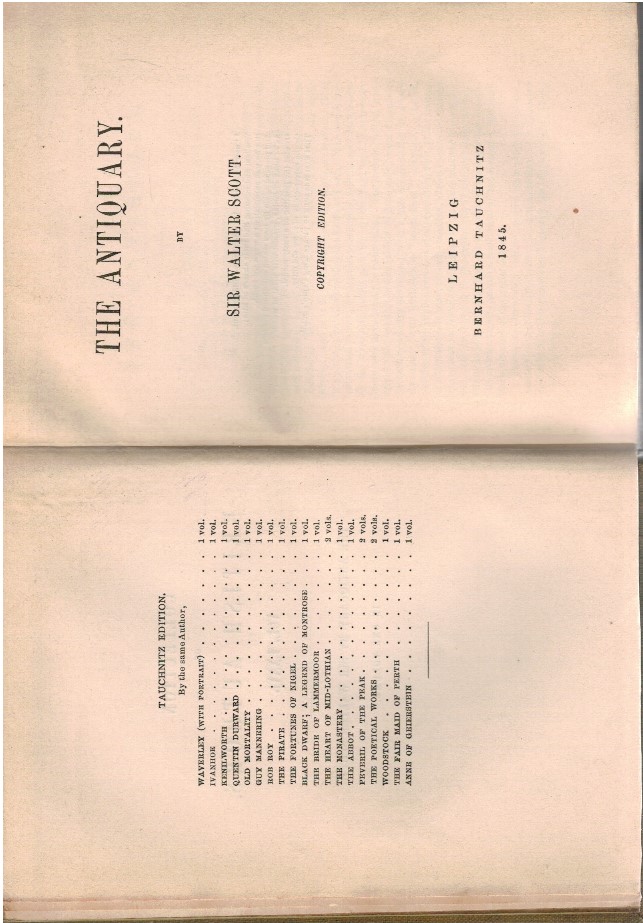 TAUCHNITZ EDITION.
By the same Author,
WAVERLEY (WITH PORTRAIT) . . . . . . 1 vol.
IVANHOE . . . . . . . . . . . . 1 vol.
KENILWORTH . . . . . . . . . . 1 vol.
QUENTIN DURWARD . . . . . . . . 1 vol.
OLD MORTALITY . . . . . . . . . 1 vol.
GUY MANNERING . . . . . . . . . 1 vol.
ROB ROY . . . . . . . . . . . . 1 vol.
THE PIRATE . . . . . . . . . . . 1 vol.
THE FORTUNES OF NIGEL . . . . . . 1 vol.
BLACK DWARF; A LEGEND OF MONTROSE . . 1 vol.
THE BRIDE OF LAMMERMOOR . . . . . . 1 vol.
THE HEART OF MID-LOTHIAN . . . . . . 2 vols.
THE MONASTERY . . . . . . . . . 1 vol.
THE ABBOT . . . . . . . . . . . 1 vol.
PEVERIL OF THE PEAK . . . . . . . 2 vols.
THE POETICAL WORKS . . . . . . . . 2 vols.
WOODSTOCK . . . . . . . . . . . 1 vol.
THE FAIR MAID OF PERTH . . . . . . 1 vol.
ANNE OF GEIERSTEIN . . . . . . . . 1 vol.
THE ANTIQUARY.
BY
SIR WALTER SCOTT.
COPYRIGHT EDITION.
LEIPZIG
BERNHARD TAUCHNITZ
1845.